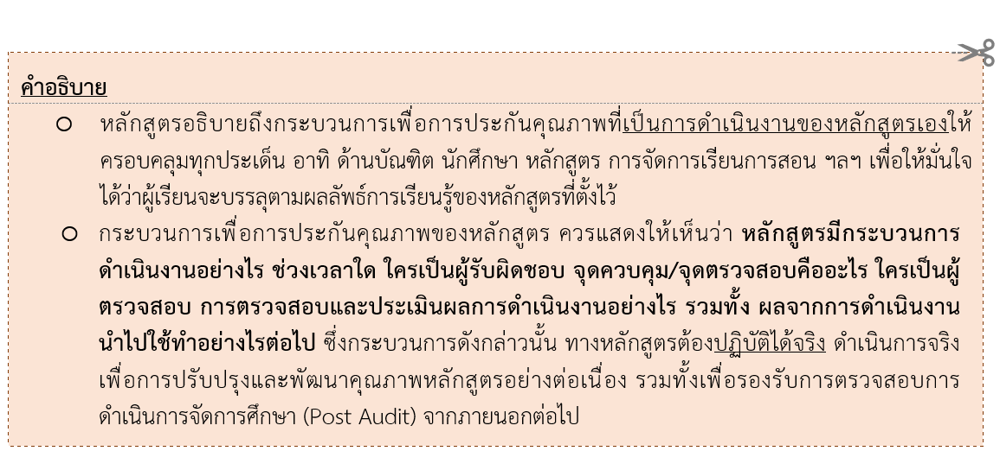 คำอธิบาย
O หลักสูตรอธิบายถึงกระบวนการเพื่อการประกันคุณภาพที่เป็นการดำเนินงานของหลักสูตรเองให้
ครอบคลุมทุกประเด็น อาทิ ด้านบัณฑิต นักศึกษา หลักสูตร การจัดการเรียนการสอน ฯลฯ เพื่อให้มั่นใจ
ได้ว่าผู้เรียนจะบรรลุตามผลลัพธ์การเรียนรู้ของหลักสูตรที่ตั้งไว้
O กระบวนการเพื่อการประกันคุณภาพของหลักสูตร ควรแสดงให้เห็นว่า หลักสูตรมีกระบวนการ
ดำเนินงานอย่างไร ช่วงเวลาใด ใครเป็นผู้รับผิดชอบ จุดควบคุม/จุดตรวจสอบคืออะไร ใครเป็นผู้
ตรวจสอบ การตรวจสอบและประเมินผลการดำเนินงานอย่างไร รวมทั้ง ผลจากการดำเนินงาน
นำไปใช้ทำอย่างไรต่อไป ซึ่งกระบวนการดังกล่าวนั้น ทางหลักสูตรต้องปฏิบัติได้จริง ดำเนินการจริง
เพื่อการปรับปรุงและพัฒนาคุณภาพหลักสูตรอย่างต่อเนื่อง รวมทั้งเพื่อรองรับการตรวจสอบการ
ดำเนินการจัดการศึกษา (Post Audit) จากภายนอกต่อไป